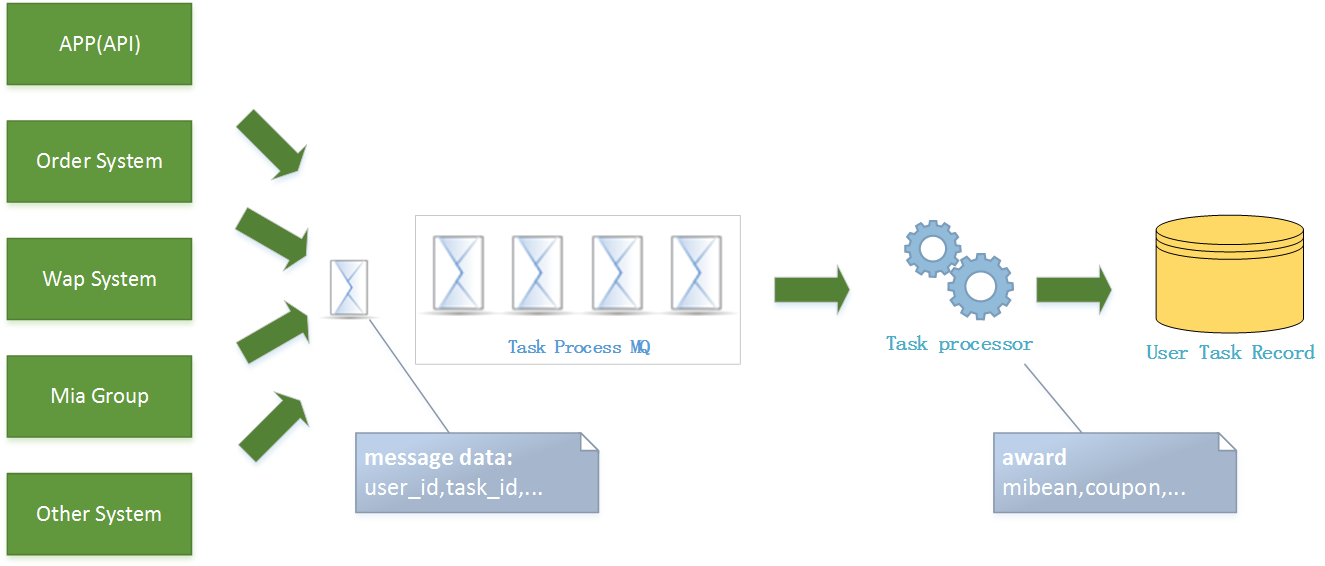 APP(API)
Order System
Wap System
Mia Group
Other System
Task Process MQ
message data:
user_id,task_id,...
Task processor
award
mibean,coupon,...
User Task Record